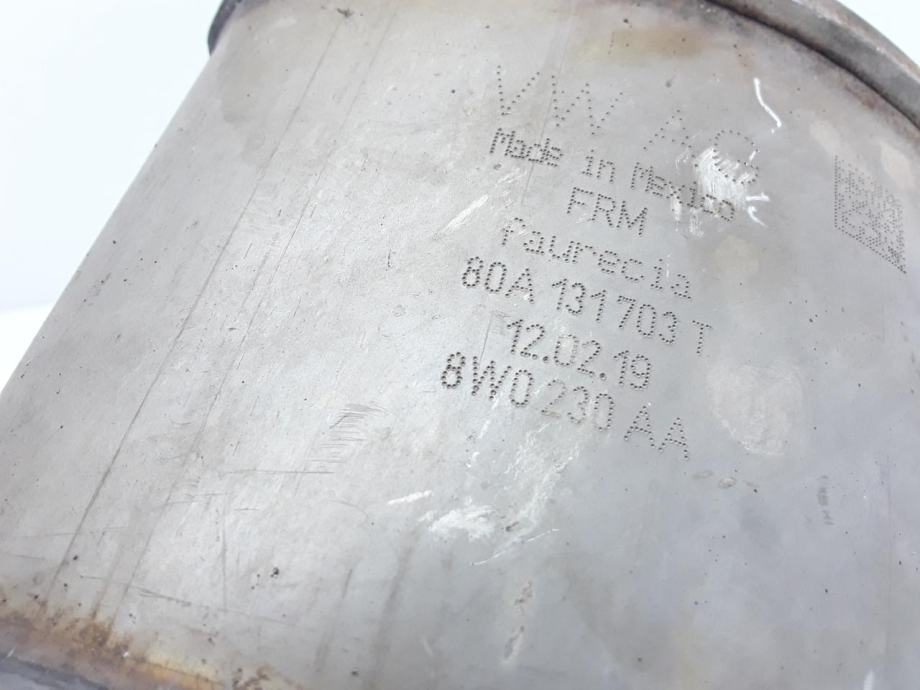 VW AG
Made in Mexico
FRM
faurecia
80A 131 703 T
12.02.19
8W0 230 AA